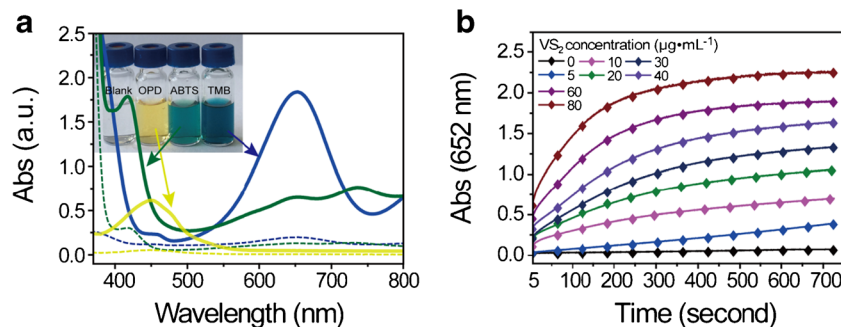 a
2.5
2.0
1.5
1.0
0.5
0.0
Abs (a.u.)
Blank OPD ABTS TMB
400 500 600 700 800
Wavelength (nm)
b
VS₂ concentration (μg•mL⁻¹)
0 10 30
5 20 40
60
80
2.5
2.0
1.5
1.0
0.5
0.0
Abs (652 nm)
5 100 200 300 400 500 600 700
Time (second)